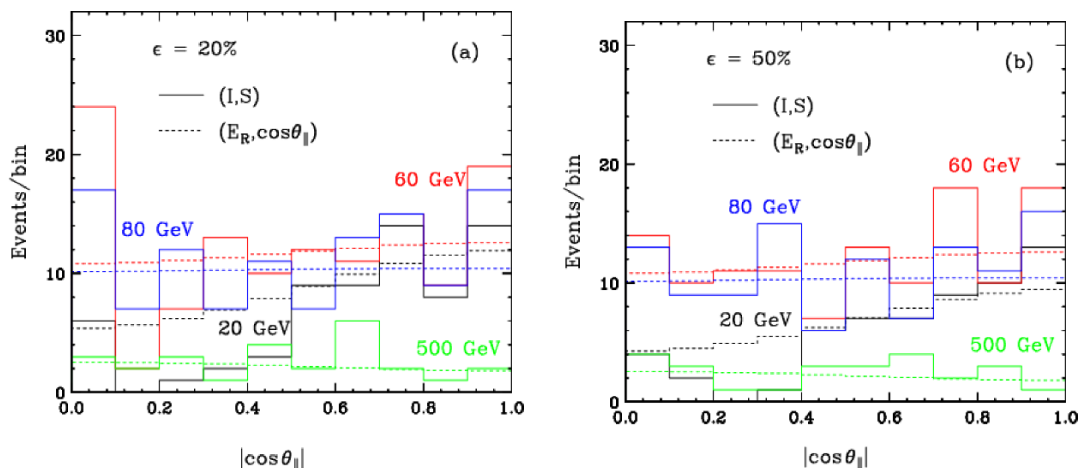 30
20
10
0
Events/bin
ϵ = 20%
(a)
(I,S)
(E_R,cosθ_∥)
60 GeV
80 GeV
20 GeV
500 GeV
0.0 0.2 0.4 0.6 0.8 1.0
|cosθ_∥|
30
20
10
0
Events/bin
ϵ = 50%
(b)
(I,S)
(E_R,cosθ_∥)
60 GeV
80 GeV
20 GeV
500 GeV
0.0 0.2 0.4 0.6 0.8 1.0
|cosθ_∥|